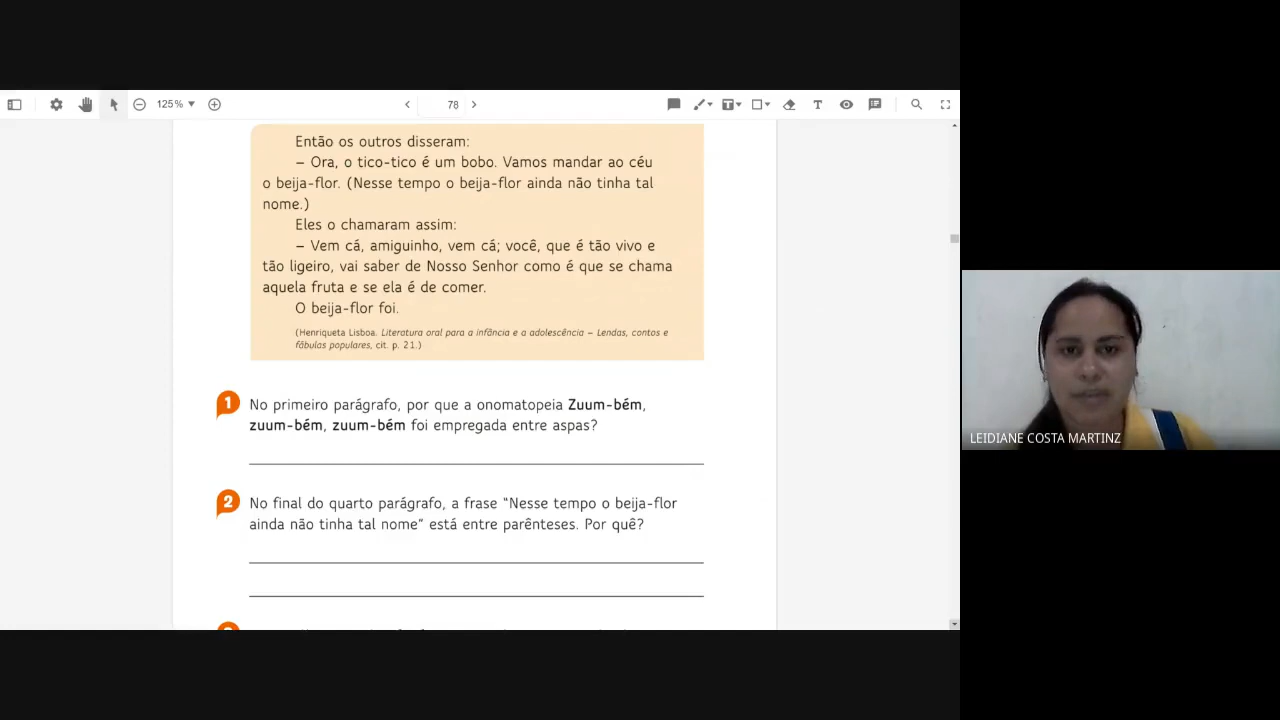 125%
78
Então os outros disseram:
– Ora, o tico-tico é um bobo. Vamos mandar ao céu
o beija-flor. (Nesse tempo o beija-flor ainda não tinha tal
nome.)
Eles o chamaram assim:
– Vem cá, amiguinho, vem cá; você, que é tão vivo e
tão ligeiro, vai saber de Nosso Senhor como é que se chama
aquela fruta e se ela é de comer.
O beija-flor foi.
(Henriqueta Lisboa. Literatura oral para a infância e a adolescência – Lendas, contos e
fábulas populares, cit. p. 21.)
1 No primeiro parágrafo, por que a onomatopeia Zuum-bém,
zuum-bém, zuum-bém foi empregada entre aspas?
2 No final do quarto parágrafo, a frase “Nesse tempo o beija-flor
ainda não tinha tal nome” está entre parênteses. Por quê?
LEIDIANE COSTA MARTINZ